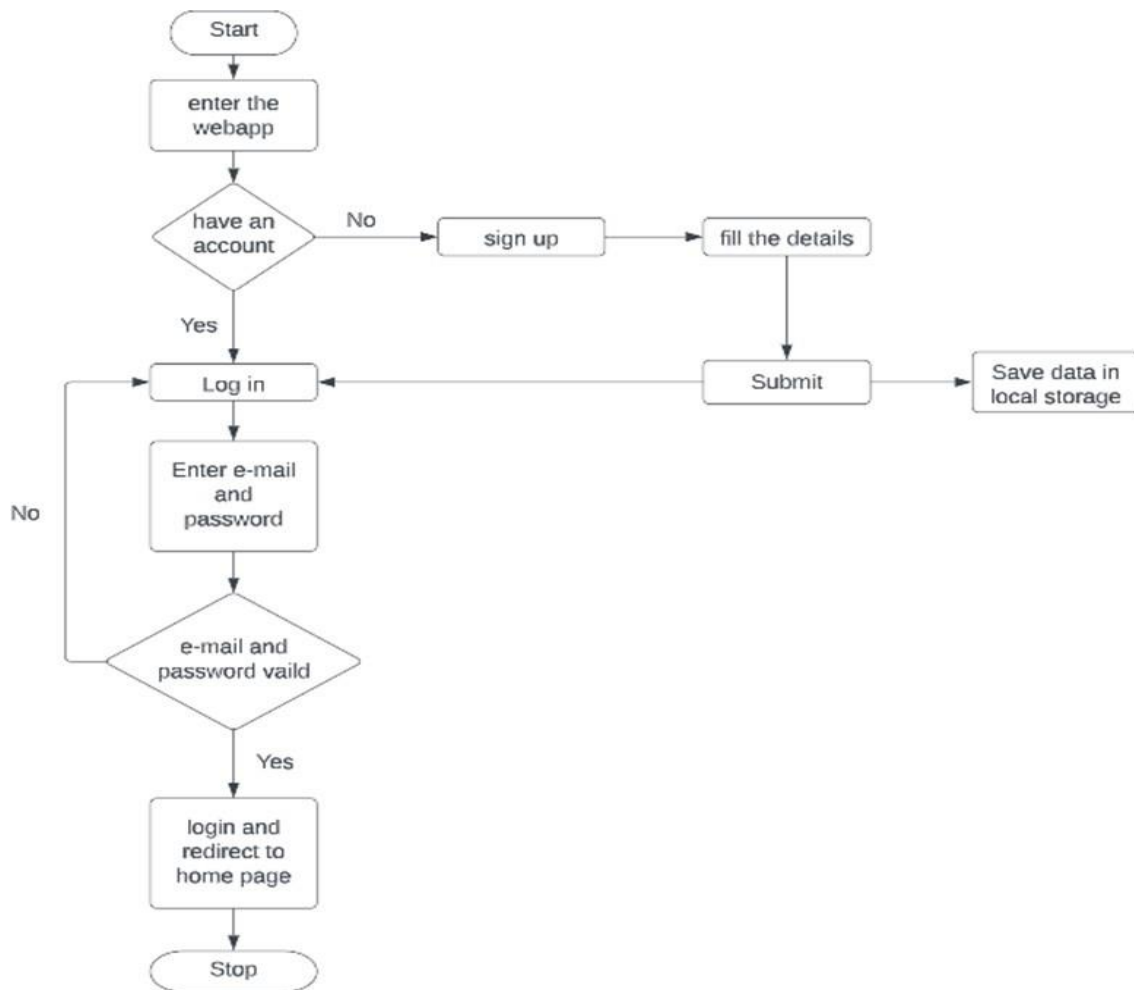 Start
enter the
webapp
have an
account
No
sign up
fill the details
Yes
Log in
Submit
Save data in
local storage
Enter e-mail
and
password
No
e-mail and
password vaild
Yes
login and
redirect to
home page
Stop